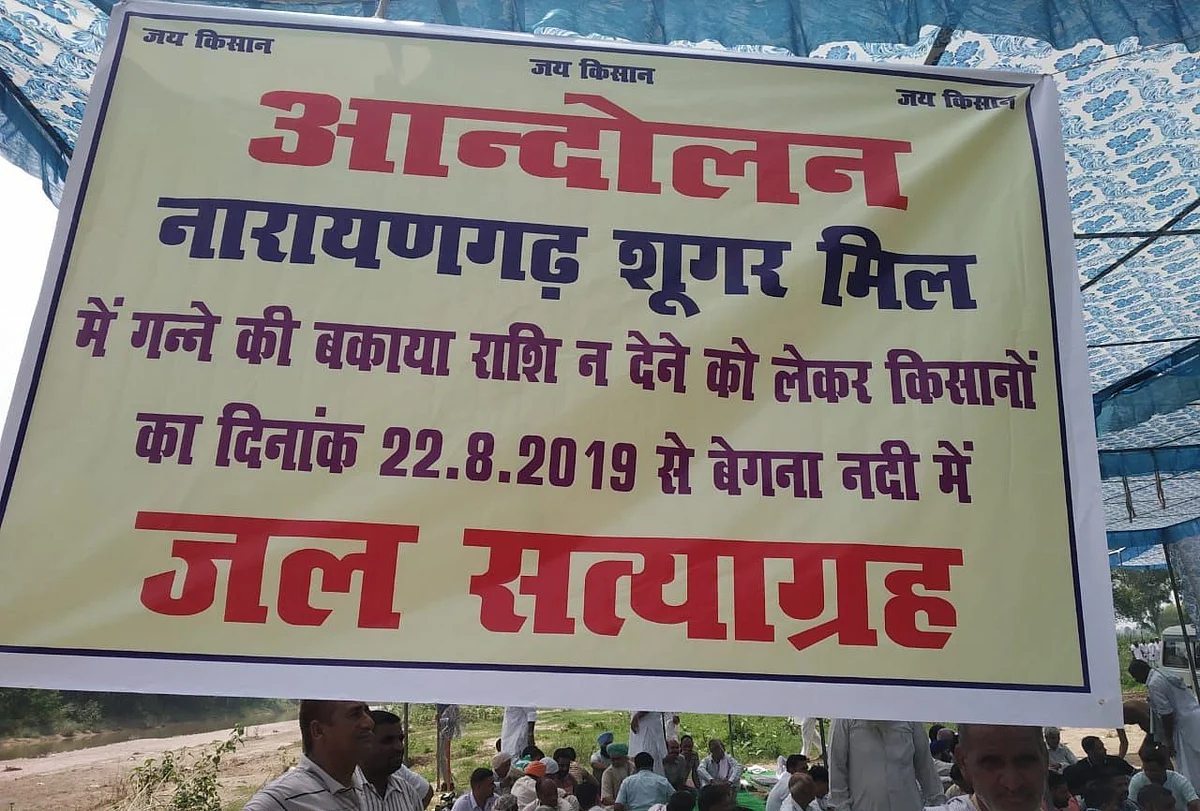 जय किसान
जय किसान
जय किसान
आन्दोलन
नारायणगढ़ शूगर मिल
में गन्ने की बकाया राशि न देने को लेकर किसानों
का दिनांक 22.8.2019 से बेगना नदी में
जल सत्याग्रह